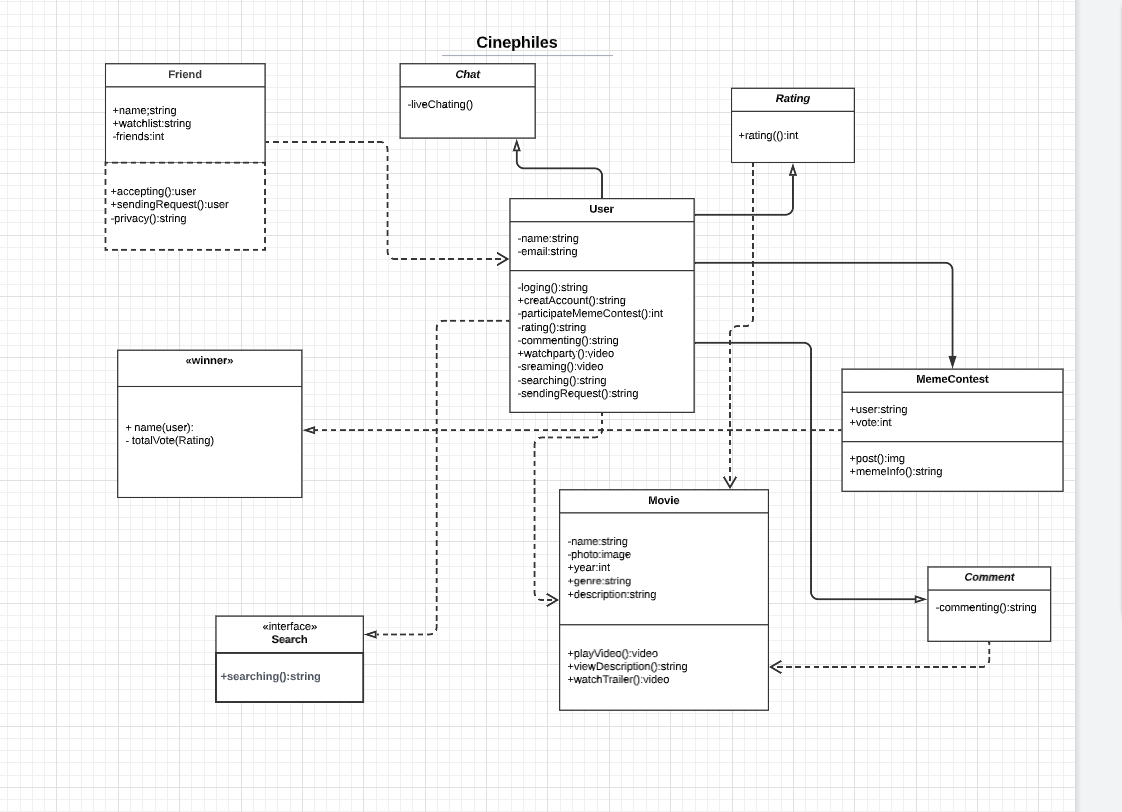 Cinephiles
Friend
+name;string
+watchlist:string
-friends:int
+accepting():user
+sendingRequest():user
-privacy():string
Chat
-liveChating()
Rating
+rating(():int
User
-name:string
-email:string
-loging():string
+creatAccount():string
-participateMemeContest():int
-rating():string
-commenting():string
+watchparty():video
-sreaming():video
-searching():string
-sendingRequest():string
«winner»
+ name(user):
- totalVote(Rating)
MemeContest
+user:string
+vote:int
+post():img
+memeInfo():string
Movie
-name:string
-photo:image
+year:int
+genre:string
+description:string
+playVideo():video
+viewDescription():string
+watchTrailer():video
Comment
-commenting():string
«interface»
Search
+searching():string